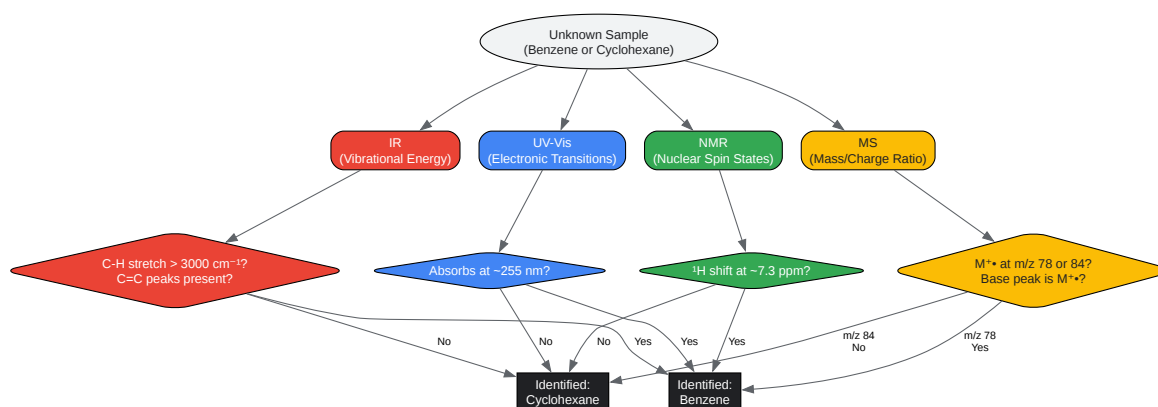 Unknown Sample
(Benzene or Cyclohexane)
IR
(Vibrational Energy)
UV-Vis
(Electronic Transitions)
NMR
(Nuclear Spin States)
MS
(Mass/Charge Ratio)
C-H stretch > 3000 cm⁻¹?
C=C peaks present?
Absorbs at ~255 nm?
¹H shift at ~7.3 ppm?
M⁺• at m/z 78 or 84?
Base peak is M⁺•?
No
No
No
Yes
Yes
Yes
m/z 84
No
m/z 78
Yes
Identified:
Cyclohexane
Identified:
Benzene